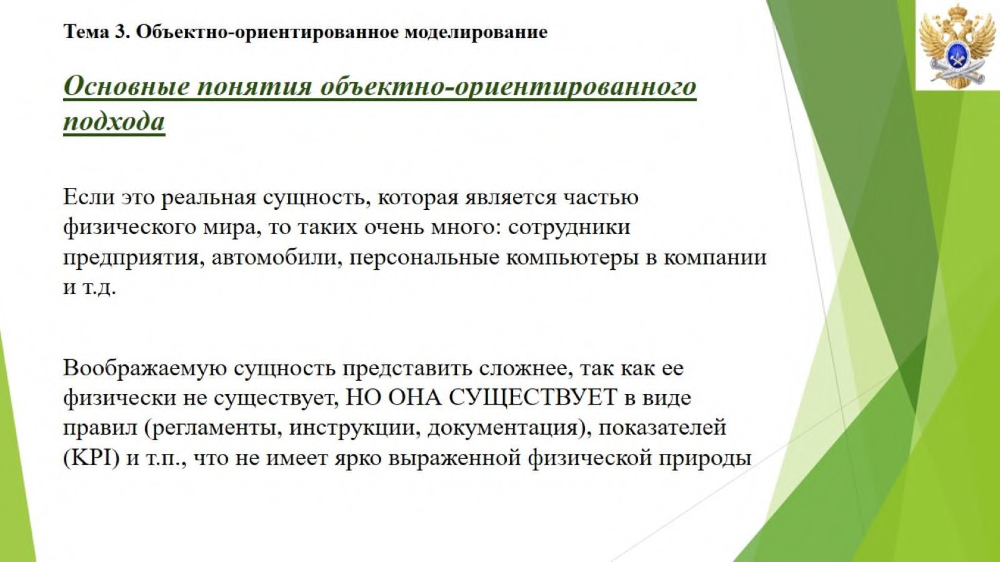 Тема 3. Объектно-ориентированное моделирование
Основные понятия объектно-ориентированного
подхода
Если это реальная сущность, которая является частью
физического мира, то таких очень много: сотрудники
предприятия, автомобили, персональные компьютеры в компании
и т.д.
Воображаемую сущность представить сложнее, так как ее
физически не существует, НО ОНА СУЩЕСТВУЕТ в виде
правил (регламенты, инструкции, документация), показателей
(KPI) и т.п., что не имеет ярко выраженной физической природы